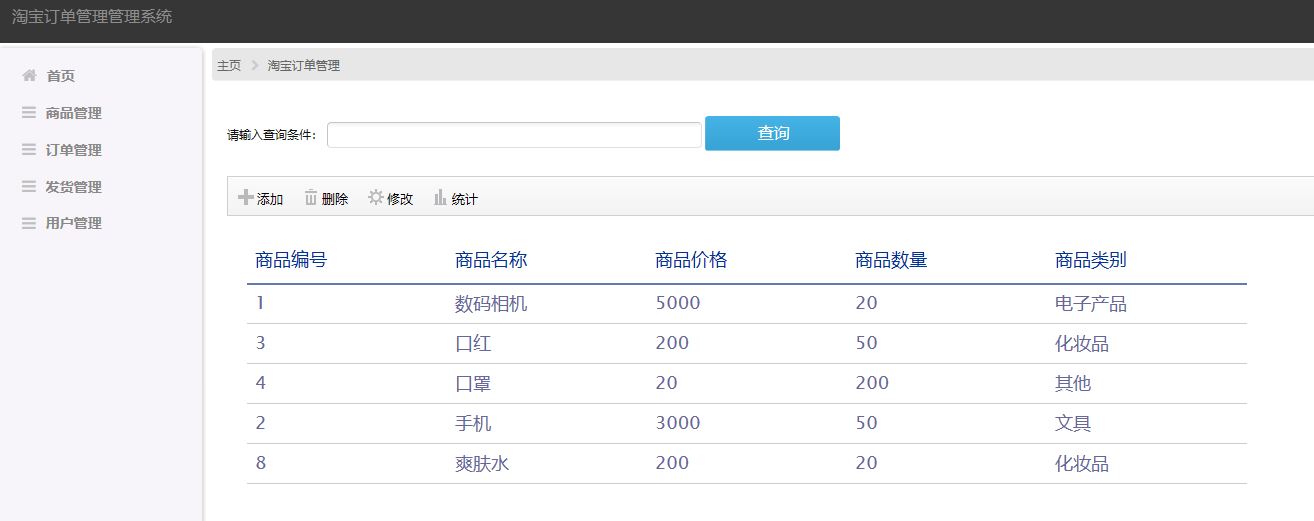 淘宝订单管理管理系统
首页
商品管理
订单管理
发货管理
用户管理
主页 淘宝订单管理
请输入查询条件: 查询
添加 删除 修改 统计
商品编号 商品名称 商品价格 商品数量 商品类别
1 数码相机 5000 20 电子产品
3 口红 200 50 化妆品
4 口罩 20 200 其他
2 手机 3000 50 文具
8 爽肤水 200 20 化妆品